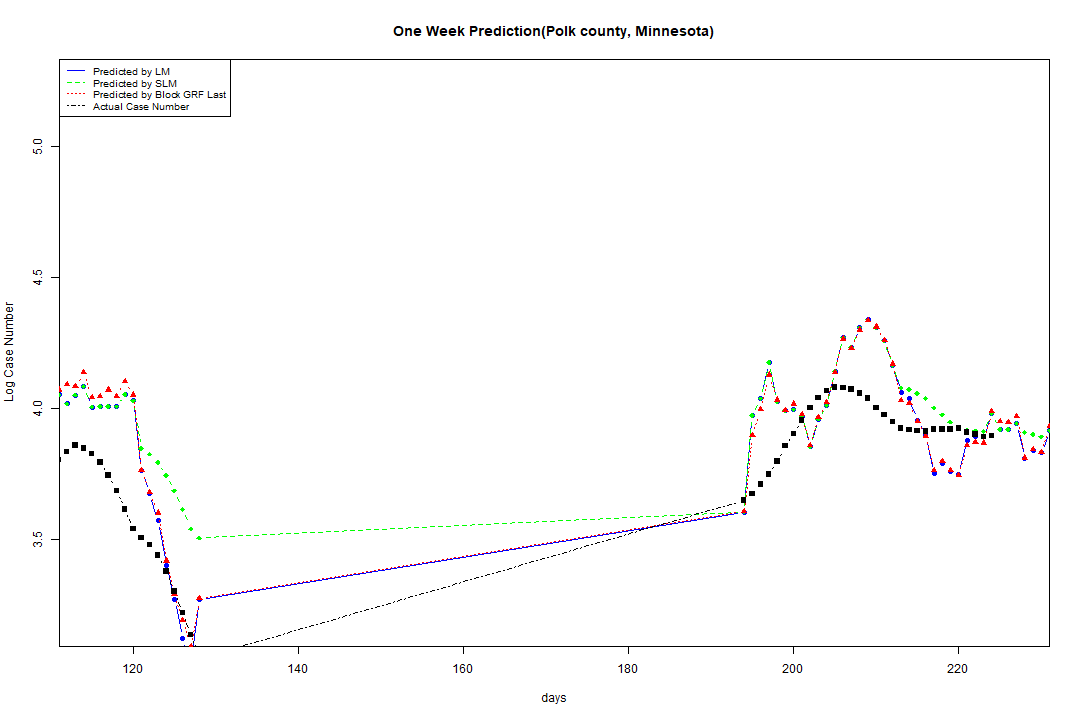 One Week Prediction(Polk county, Minnesota)
Predicted by LM
Predicted by SLM
Predicted by Block GRF Last
Actual Case Number
Log Case Number
5.0
4.5
4.0
3.5
120 140 160 180 200 220
days